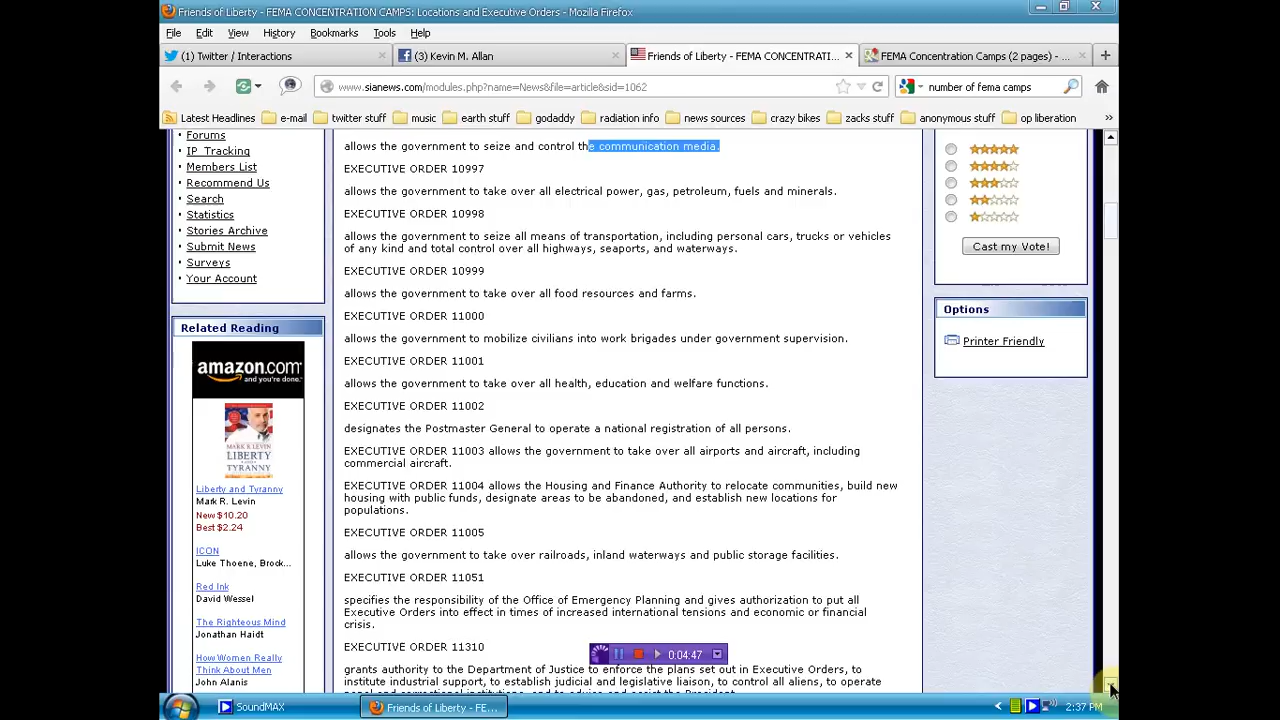 Friends of Liberty - FEMA CONCENTRATION CAMPS: Locations and Executive Orders - Mozilla Firefox
File Edit View History Bookmarks Tools Help
(1) Twitter / Interactions
(3) Kevin M. Allan
Friends of Liberty - FEMA CONCENTRATI...
FEMA Concentration Camps (2 pages) - ...
www.sianews.com/modules.php?name=News&file=article&sid=1062
number of fema camps
Latest Headlines e-mail twitter stuff music earth stuff godaddy radiation info news sources crazy bikes zacks stuff anonymous stuff op liberation »
Forums
IP Tracking
Members List
Recommend Us
Search
Statistics
Stories Archive
Submit News
Surveys
Your Account
Related Reading
amazon.com
and you're done.
MARK R. LEVIN
LIBERTY
AND
TYRANNY
Liberty and Tyranny
Mark R. Levin
New $10.20
Best $2.24
ICON
Luke Thoene, Brock...
Red Ink
David Wessel
The Righteous Mind
Jonathan Haidt
How Women Really
Think About Men
John Alanis
allows the government to seize and control the communication media.
EXECUTIVE ORDER 10997
allows the government to take over all electrical power, gas, petroleum, fuels and minerals.
EXECUTIVE ORDER 10998
allows the government to seize all means of transportation, including personal cars, trucks or vehicles
of any kind and total control over all highways, seaports, and waterways.
EXECUTIVE ORDER 10999
allows the government to take over all food resources and farms.
EXECUTIVE ORDER 11000
allows the government to mobilize civilians into work brigades under government supervision.
EXECUTIVE ORDER 11001
allows the government to take over all health, education and welfare functions.
EXECUTIVE ORDER 11002
designates the Postmaster General to operate a national registration of all persons.
EXECUTIVE ORDER 11003 allows the government to take over all airports and aircraft, including
commercial aircraft.
EXECUTIVE ORDER 11004 allows the Housing and Finance Authority to relocate communities, build new
housing with public funds, designate areas to be abandoned, and establish new locations for
populations.
EXECUTIVE ORDER 11005
allows the government to take over railroads, inland waterways and public storage facilities.
EXECUTIVE ORDER 11051
specifies the responsibility of the Office of Emergency Planning and gives authorization to put all
Executive Orders into effect in times of increased international tensions and economic or financial
crisis.
EXECUTIVE ORDER 11310
grants authority to the Department of Justice to enforce the plans set out in Executive Orders, to
institute industrial support, to establish judicial and legislative liaison, to control all aliens, to operate
Cast my Vote!
Options
Printer Friendly
0:04:47
SoundMAX
Friends of Liberty - FE...
2:37 PM